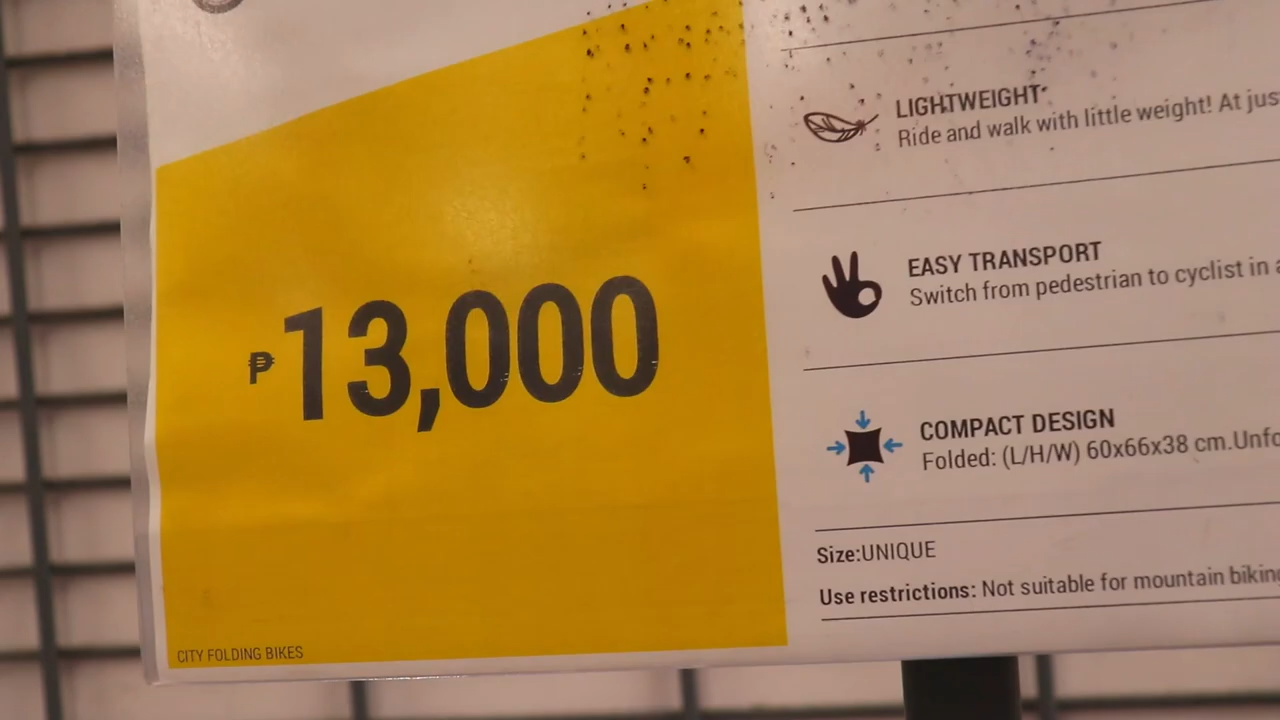 ₱13,000
CITY FOLDING BIKES
LIGHTWEIGHT
Ride and walk with little weight! At
EASY TRANSPORT
Switch from pedestrian to cyclist in
COMPACT DESIGN
Folded: (L/H/W) 60x66x38 cm.
Size:UNIQUE
Use restrictions: Not suitable for mountain